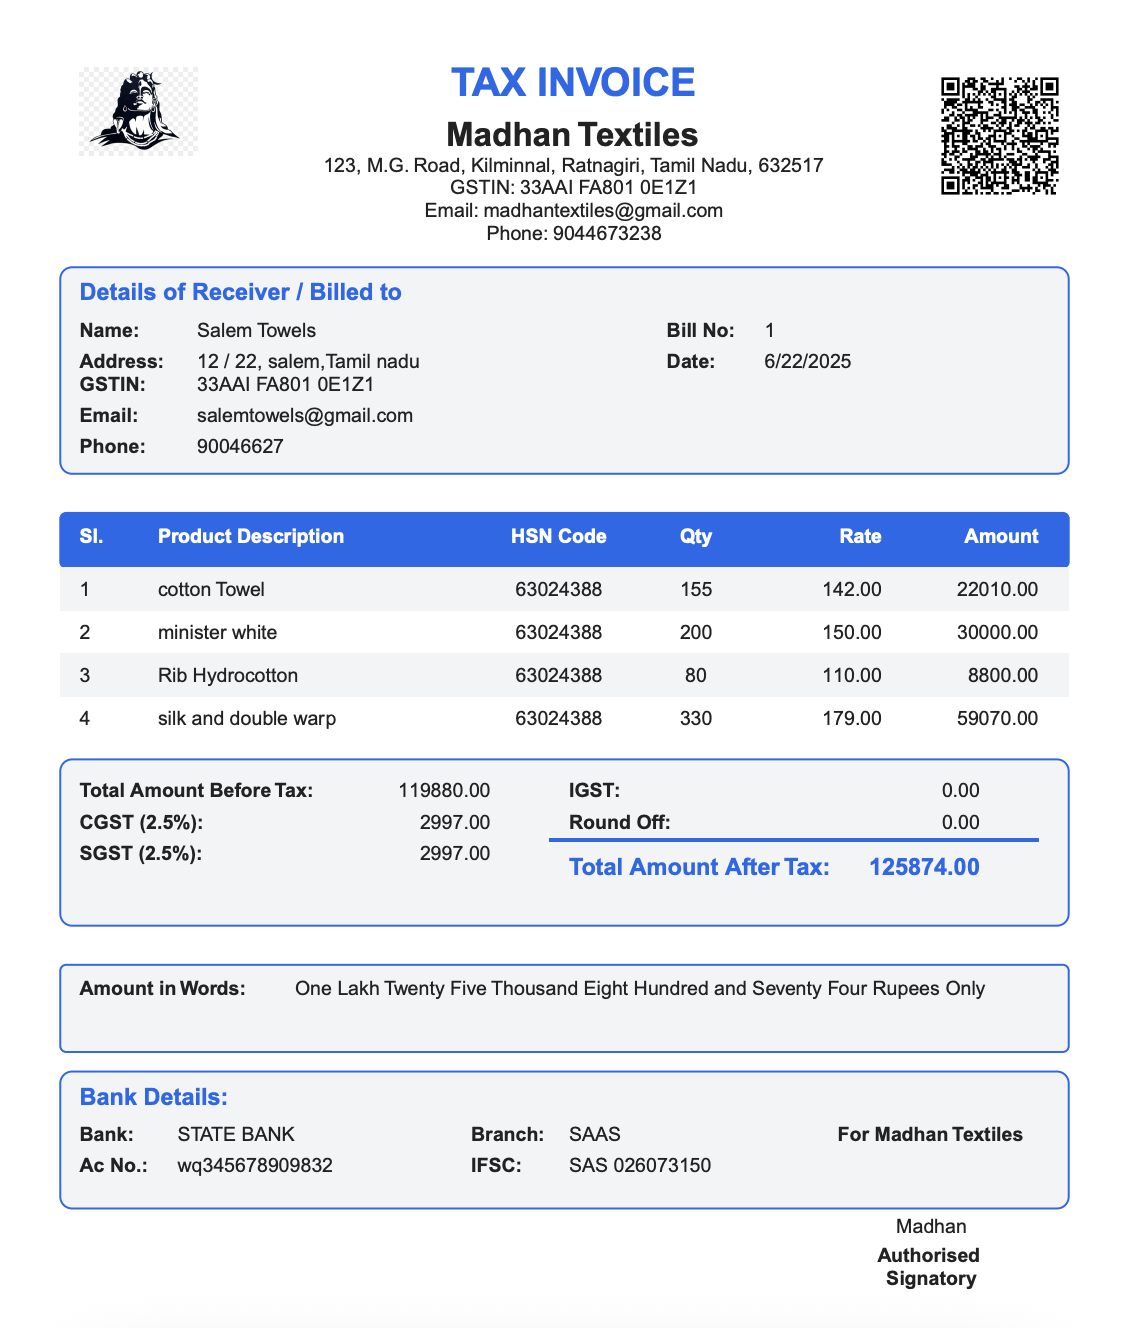 TAX INVOICE
Madhan Textiles
123, M.G. Road, Kilminnal, Ratnagiri, Tamil Nadu, 632517
GSTIN: 33AAI FA801 0E1Z1
Email: madhantextiles@gmail.com
Phone: 9044673238
Details of Receiver / Billed to
Name: Salem Towels Bill No: 1
Address: 12 / 22, salem,Tamil nadu Date: 6/22/2025
GSTIN: 33AAI FA801 0E1Z1
Email: salemtowels@gmail.com
Phone: 90046627
Sl. Product Description HSN Code Qty Rate Amount
1 cotton Towel 63024388 155 142.00 22010.00
2 minister white 63024388 200 150.00 30000.00
3 Rib Hydrocotton 63024388 80 110.00 8800.00
4 silk and double warp 63024388 330 179.00 59070.00
Total Amount Before Tax: 119880.00 IGST: 0.00
CGST (2.5%): 2997.00 Round Off: 0.00
SGST (2.5%): 2997.00
Total Amount After Tax: 125874.00
Amount in Words: One Lakh Twenty Five Thousand Eight Hundred and Seventy Four Rupees Only
Bank Details:
Bank: STATE BANK Branch: SAAS For Madhan Textiles
Ac No.: wq345678909832 IFSC: SAS 026073150
Madhan
Authorised
Signatory